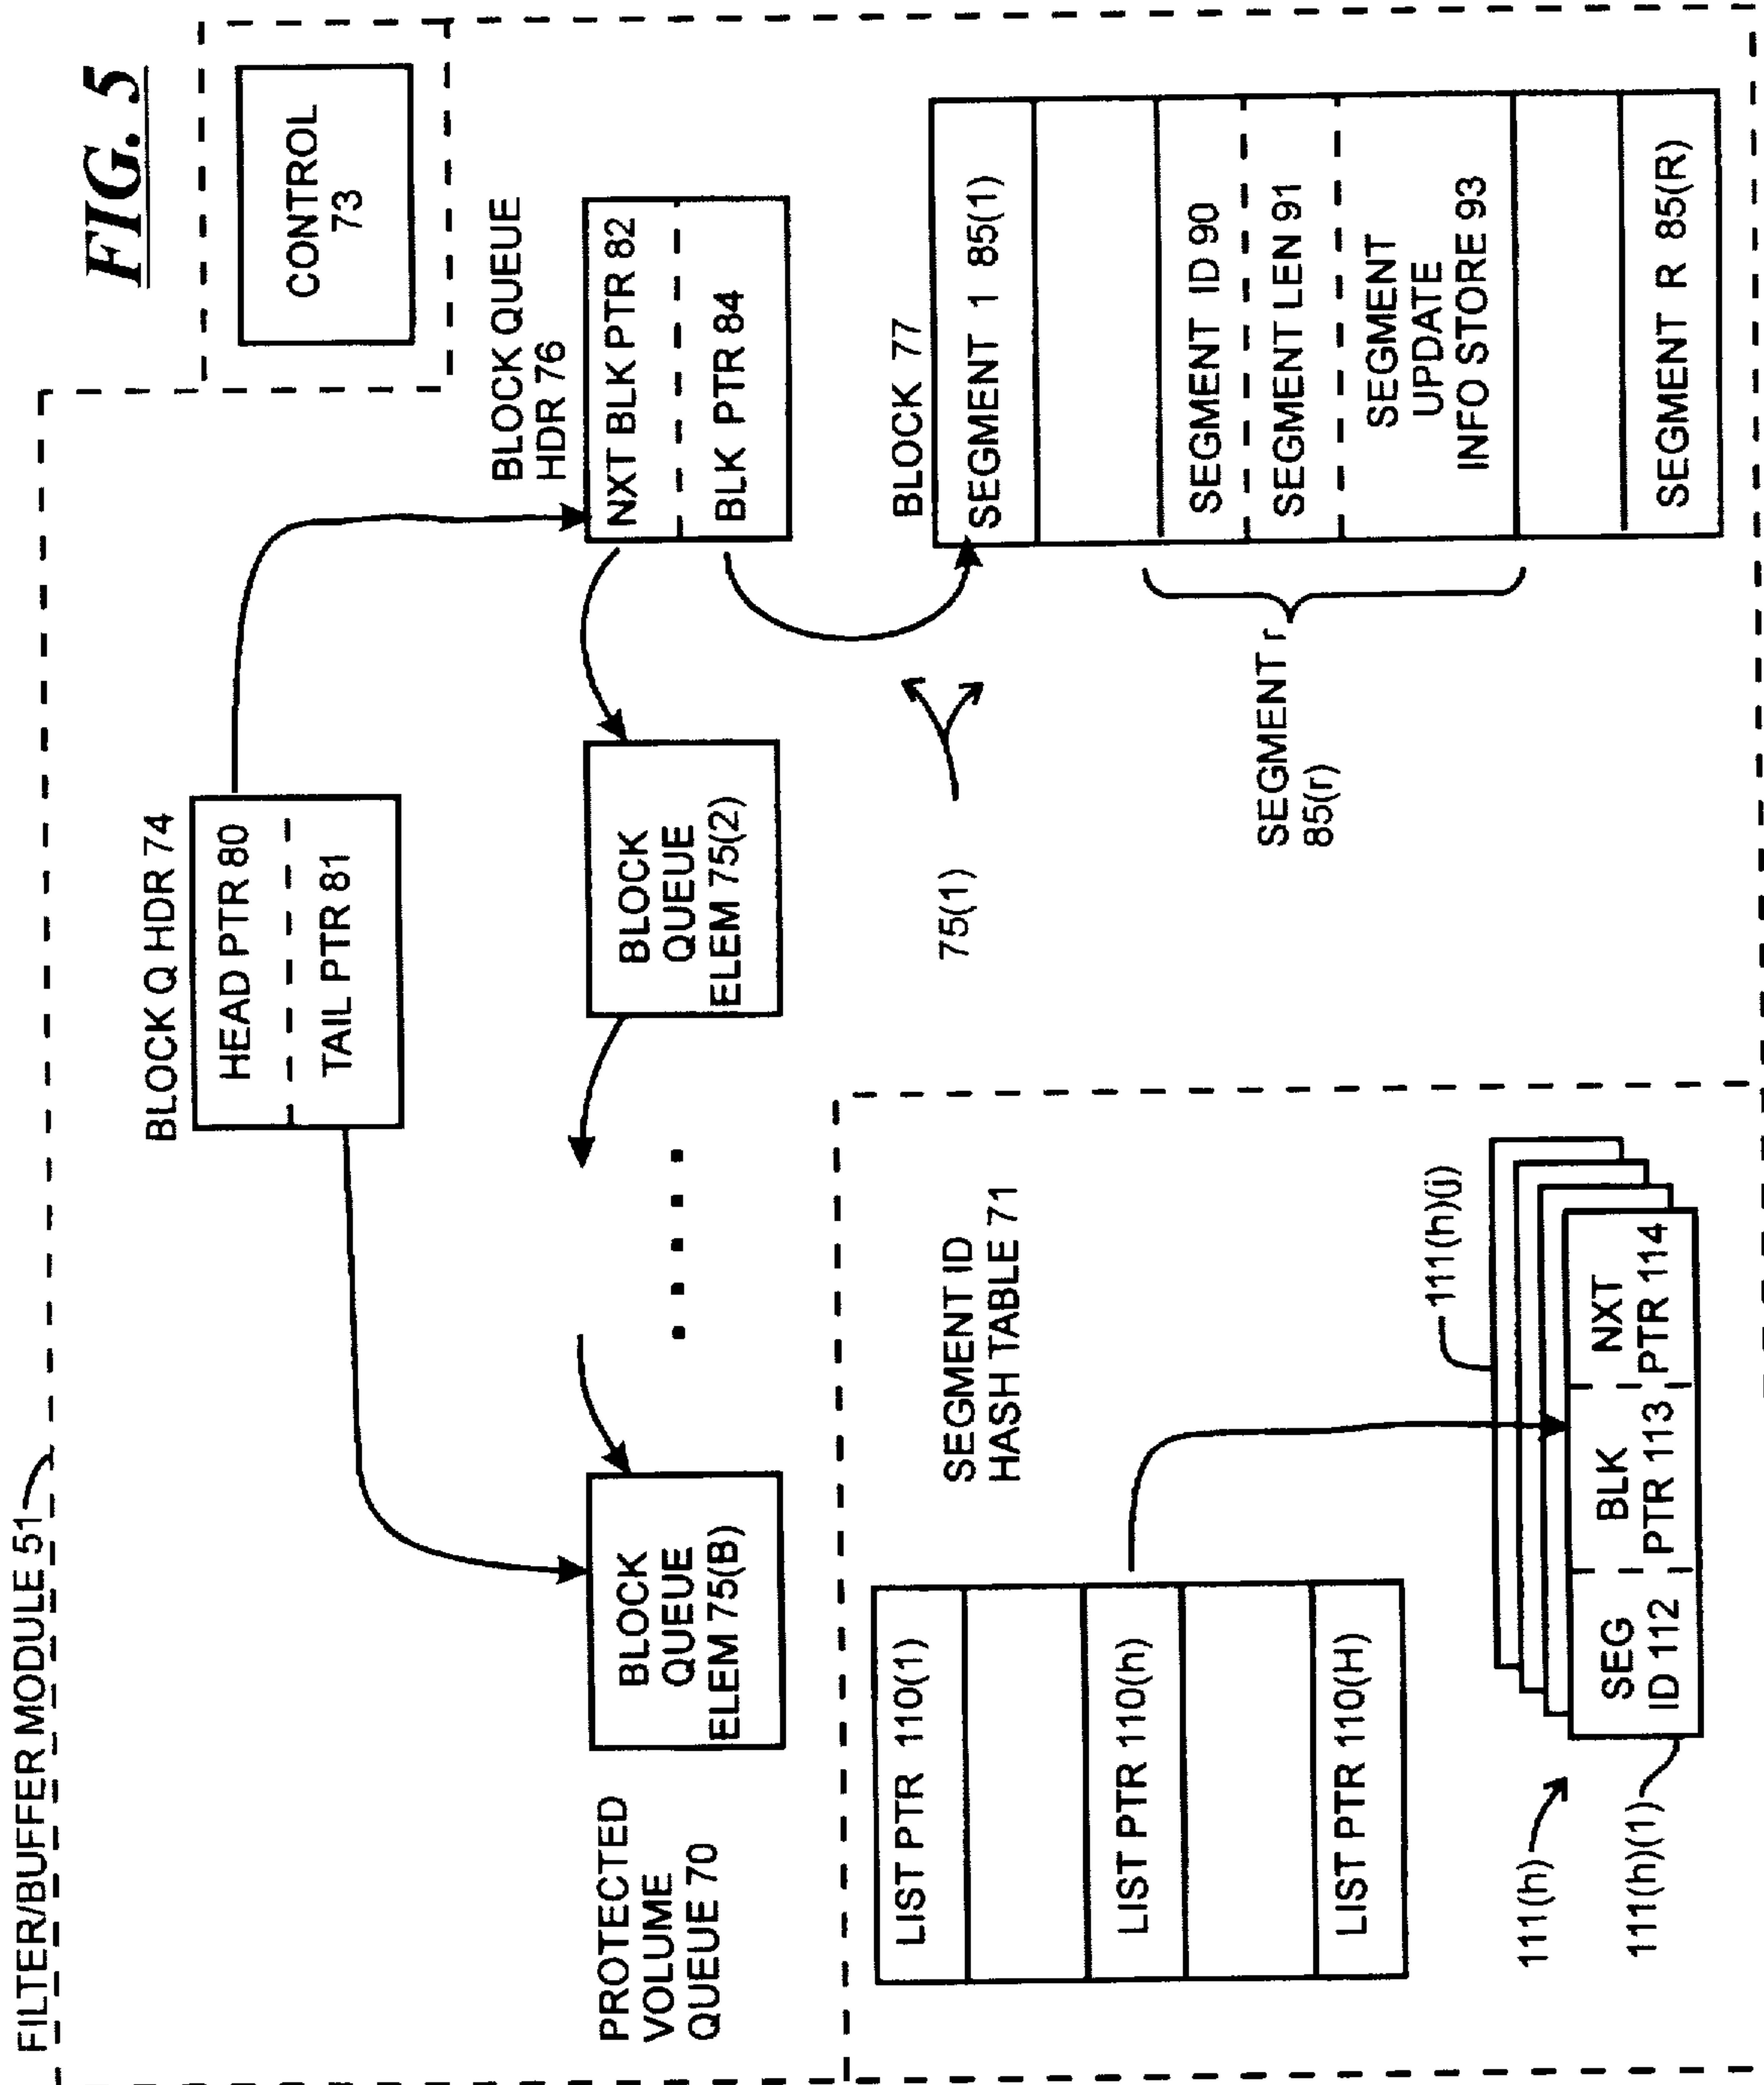 FIG. 5
FILTER/BUFFER MODULE 51
CONTROL
73
BLOCK Q HDR 74
HEAD PTR 80
TAIL PTR 81
PROTECTED
VOLUME
QUEUE 70
BLOCK
QUEUE
ELEM 75(B)
BLOCK
QUEUE
ELEM 75(2)
BLOCK QUEUE
HDR 76
NXT BLK PTR 82
BLK PTR 84
75(1)
BLOCK 77
SEGMENT 1 85(1)
SEGMENT ID 90
SEGMENT LEN 91
SEGMENT
UPDATE
INFO STORE 93
SEGMENT R 85(R)
SEGMENT r
85(r)
SEGMENT ID
HASH TABLE 71
LIST PTR 110(1)
LIST PTR 110(h)
LIST PTR 110(H)
111(h)(j)
111(h)
SEG
ID 112
BLK
PTR 113
NXT
PTR 114
111(h)(1)